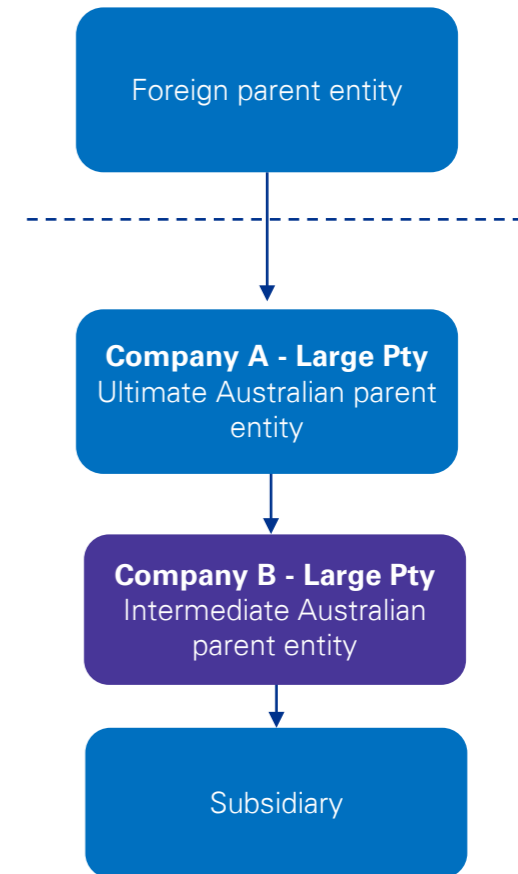 Foreign parent entity
Company A - Large Pty
Ultimate Australian parent
entity
Company B - Large Pty
Intermediate Australian
parent entity
Subsidiary